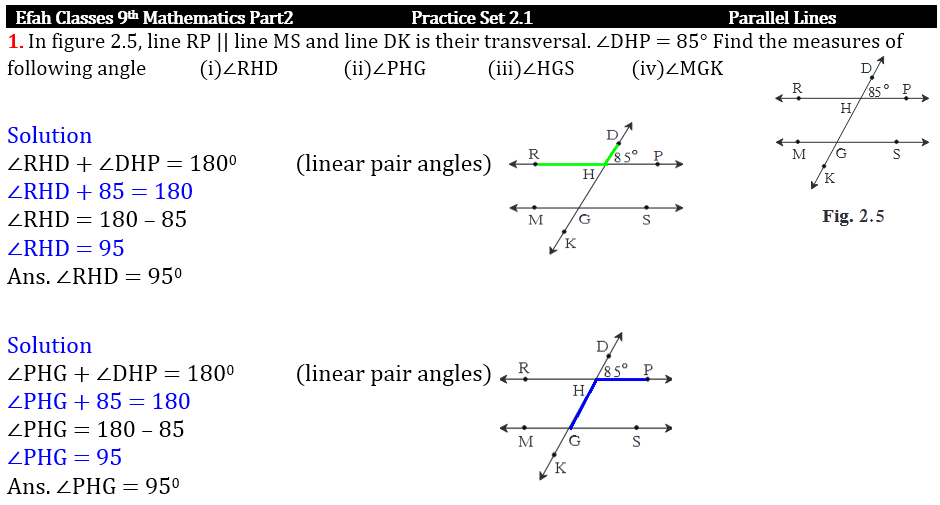 Efah Classes 9th Mathematics Part2 Practice Set 2.1 Parallel Lines
1. In figure 2.5, line RP || line MS and line DK is their transversal. ∠DHP = 85° Find the measures of
following angle (i)∠RHD (ii)∠PHG (iii)∠HGS (iv)∠MGK
D
R 85° P
H
M G S
K
Fig. 2.5
Solution
∠RHD + ∠DHP = 180⁰ (linear pair angles)
∠RHD + 85 = 180
∠RHD = 180 – 85
∠RHD = 95
Ans. ∠RHD = 95⁰
D
R 85° P
H
M G S
K
Solution
∠PHG + ∠DHP = 180⁰ (linear pair angles)
∠PHG + 85 = 180
∠PHG = 180 – 85
∠PHG = 95
Ans. ∠PHG = 95⁰
D
R 85° P
H
M G S
K